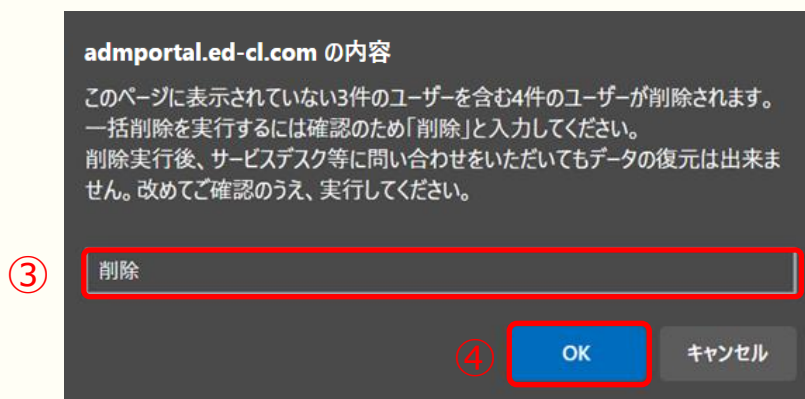 admportal.ed-cl.com の内容
このページに表示されていない3件のユーザーを含む4件のユーザーが削除されます。
一括削除を実行するには確認のため「削除」と入力してください。
削除実行後、サービスデスク等に問い合わせをいただいてもデータの復元は出来ま
せん。改めてご確認のうえ、実行してください。
③ 削除
④ OK キャンセル